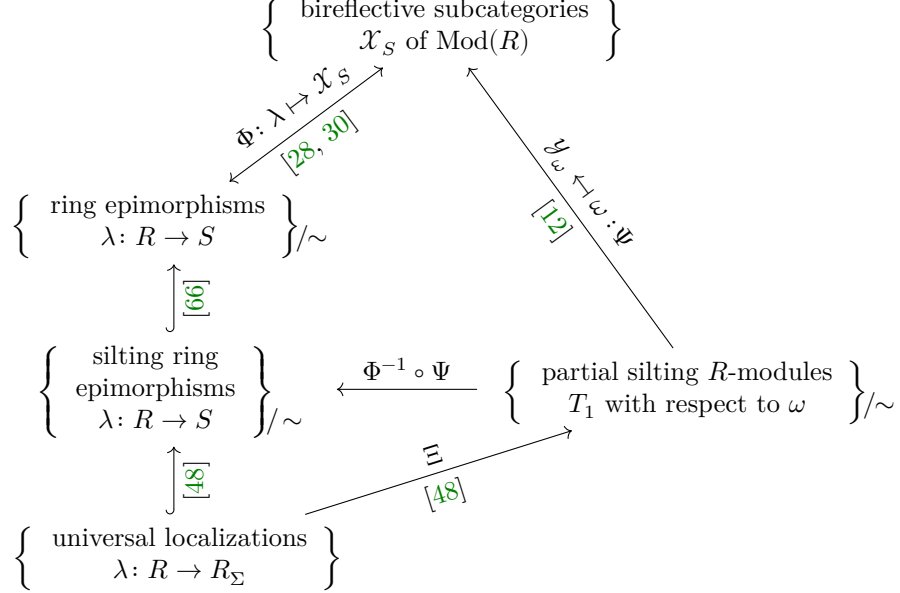 bireflective subcategories
𝒳_S of Mod(R)
Φ: λ ↦ 𝒳_S
[28, 30]
𝒴_ω ↤ ω : Ψ
[12]
ring epimorphisms
λ: R → S
/∼
[66]
silting ring
epimorphisms
λ: R → S
/∼
Φ⁻¹ ∘ Ψ
partial silting R-modules
T₁ with respect to ω
/∼
[48]
Ξ
[48]
universal localizations
λ: R → R_Σ